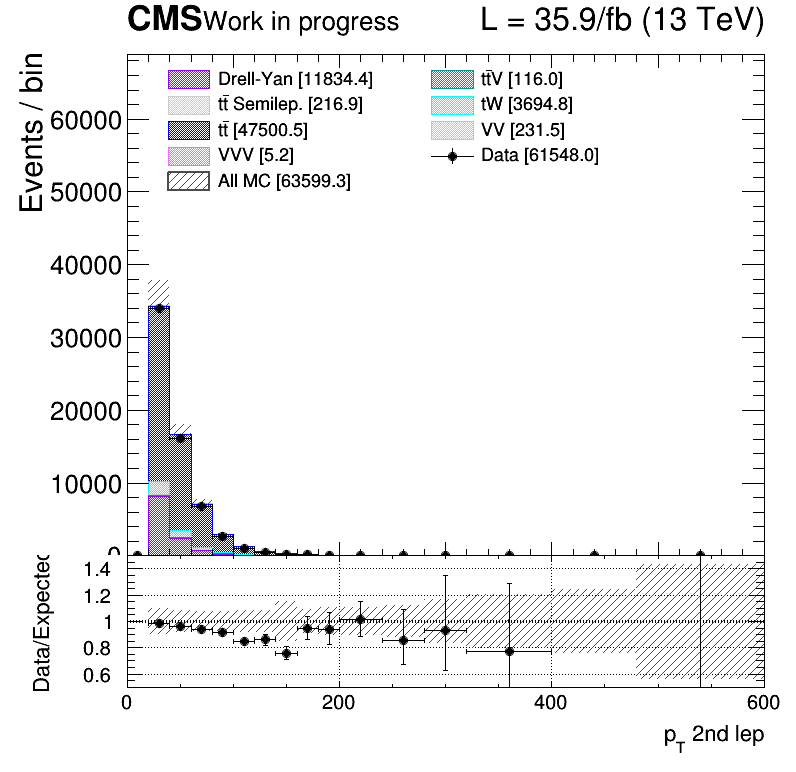 CMS Work in progress L = 35.9/fb (13 TeV)
Events / bin
Drell-Yan [11834.4]
tt̄ Semilep. [216.9]
tt̄ [47500.5]
VVV [5.2]
All MC [63599.3]
tt̄V [116.0]
tW [3694.8]
VV [231.5]
Data [61548.0]
60000
50000
40000
30000
20000
10000
0
Data/Expected
1.4
1.2
1
0.8
0.6
0 200 400 600
p_T 2nd lep